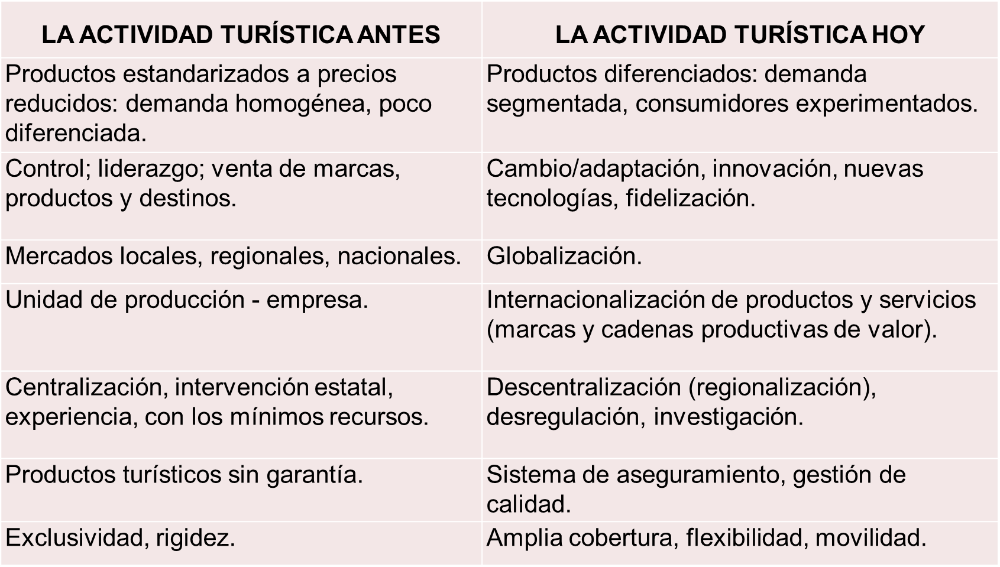 LA ACTIVIDAD TURÍSTICA ANTES
LA ACTIVIDAD TURÍSTICA HOY
Productos estandarizados a precios
reducidos: demanda homogénea, poco
diferenciada.
Productos diferenciados: demanda
segmentada, consumidores experimentados.
Control; liderazgo; venta de marcas,
productos y destinos.
Cambio/adaptación, innovación, nuevas
tecnologías, fidelización.
Mercados locales, regionales, nacionales.
Globalización.
Unidad de producción - empresa.
Internacionalización de productos y servicios
(marcas y cadenas productivas de valor).
Centralización, intervención estatal,
experiencia, con los mínimos recursos.
Descentralización (regionalización),
desregulación, investigación.
Productos turísticos sin garantía.
Sistema de aseguramiento, gestión de
calidad.
Exclusividad, rigidez.
Amplia cobertura, flexibilidad, movilidad.